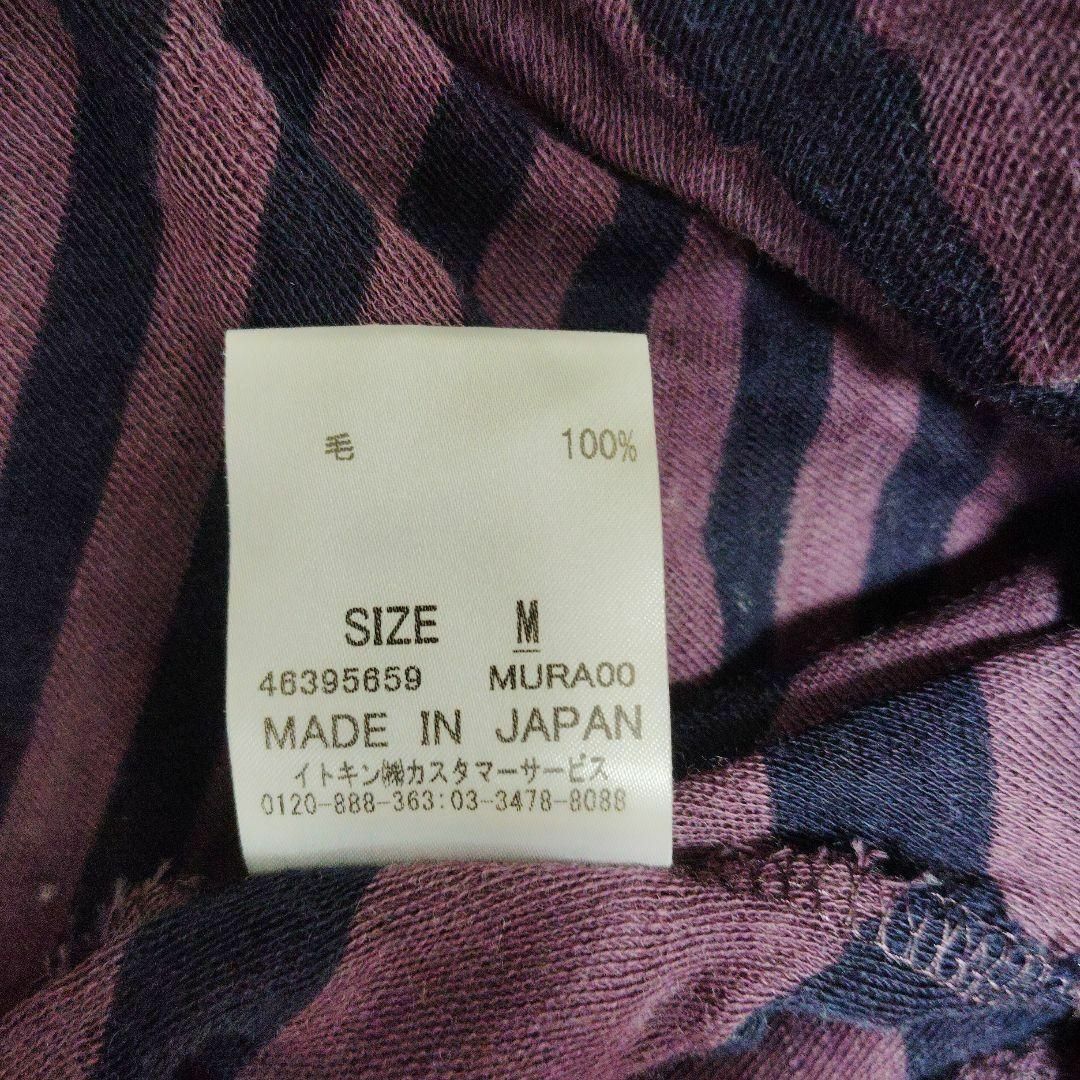 毛 100%
SIZE M
46395659 MURA00
MADE IN JAPAN
イトキン㈱カスタマーサービス
0120-888-363:03-3478-8088